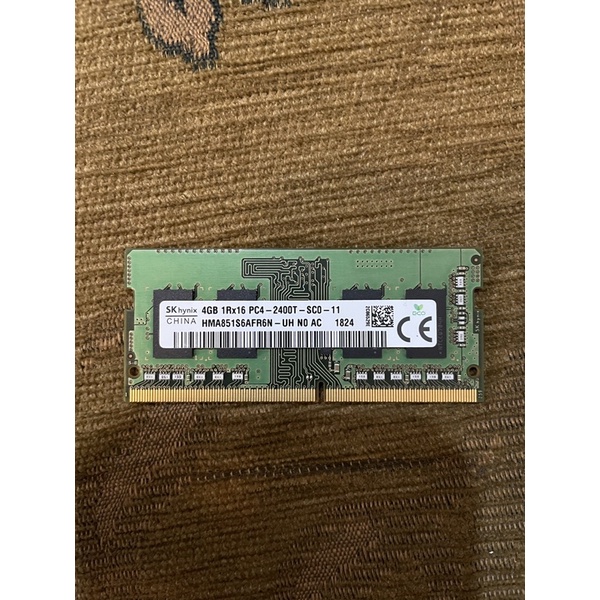 SK hynix 4GB 1Rx16 PC4-2400T-SC0-11
CHINA HMA851S6AFR6N-UH N0 AC 1824
CE